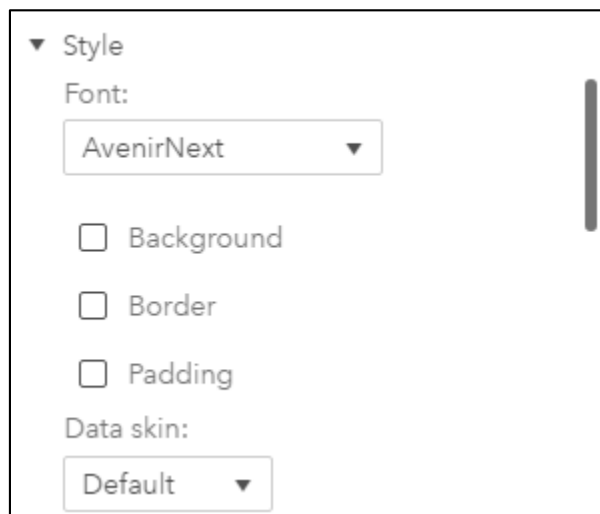 Style
Font:
AvenirNext
Background
Border
Padding
Data skin:
Default